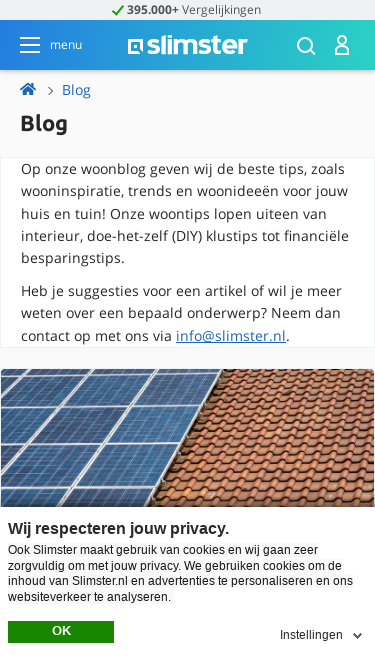 395.000+ Vergelijkingen
menu
slimster
Blog
Blog
Op onze woonblog geven wij de beste tips, zoals
wooninspiratie, trends en woonideeën voor jouw
huis en tuin! Onze woontips lopen uiteen van
interieur, doe-het-zelf (DIY) klustips tot financiële
besparingstips.
Heb je suggesties voor een artikel of wil je meer
weten over een bepaald onderwerp? Neem dan
contact op met ons via info@slimster.nl.
Wij respecteren jouw privacy.
Ook Slimster maakt gebruik van cookies en wij gaan zeer
zorgvuldig om met jouw privacy. We gebruiken cookies om de
inhoud van Slimster.nl en advertenties te personaliseren en ons
websiteverkeer te analyseren.
OK
Instellingen